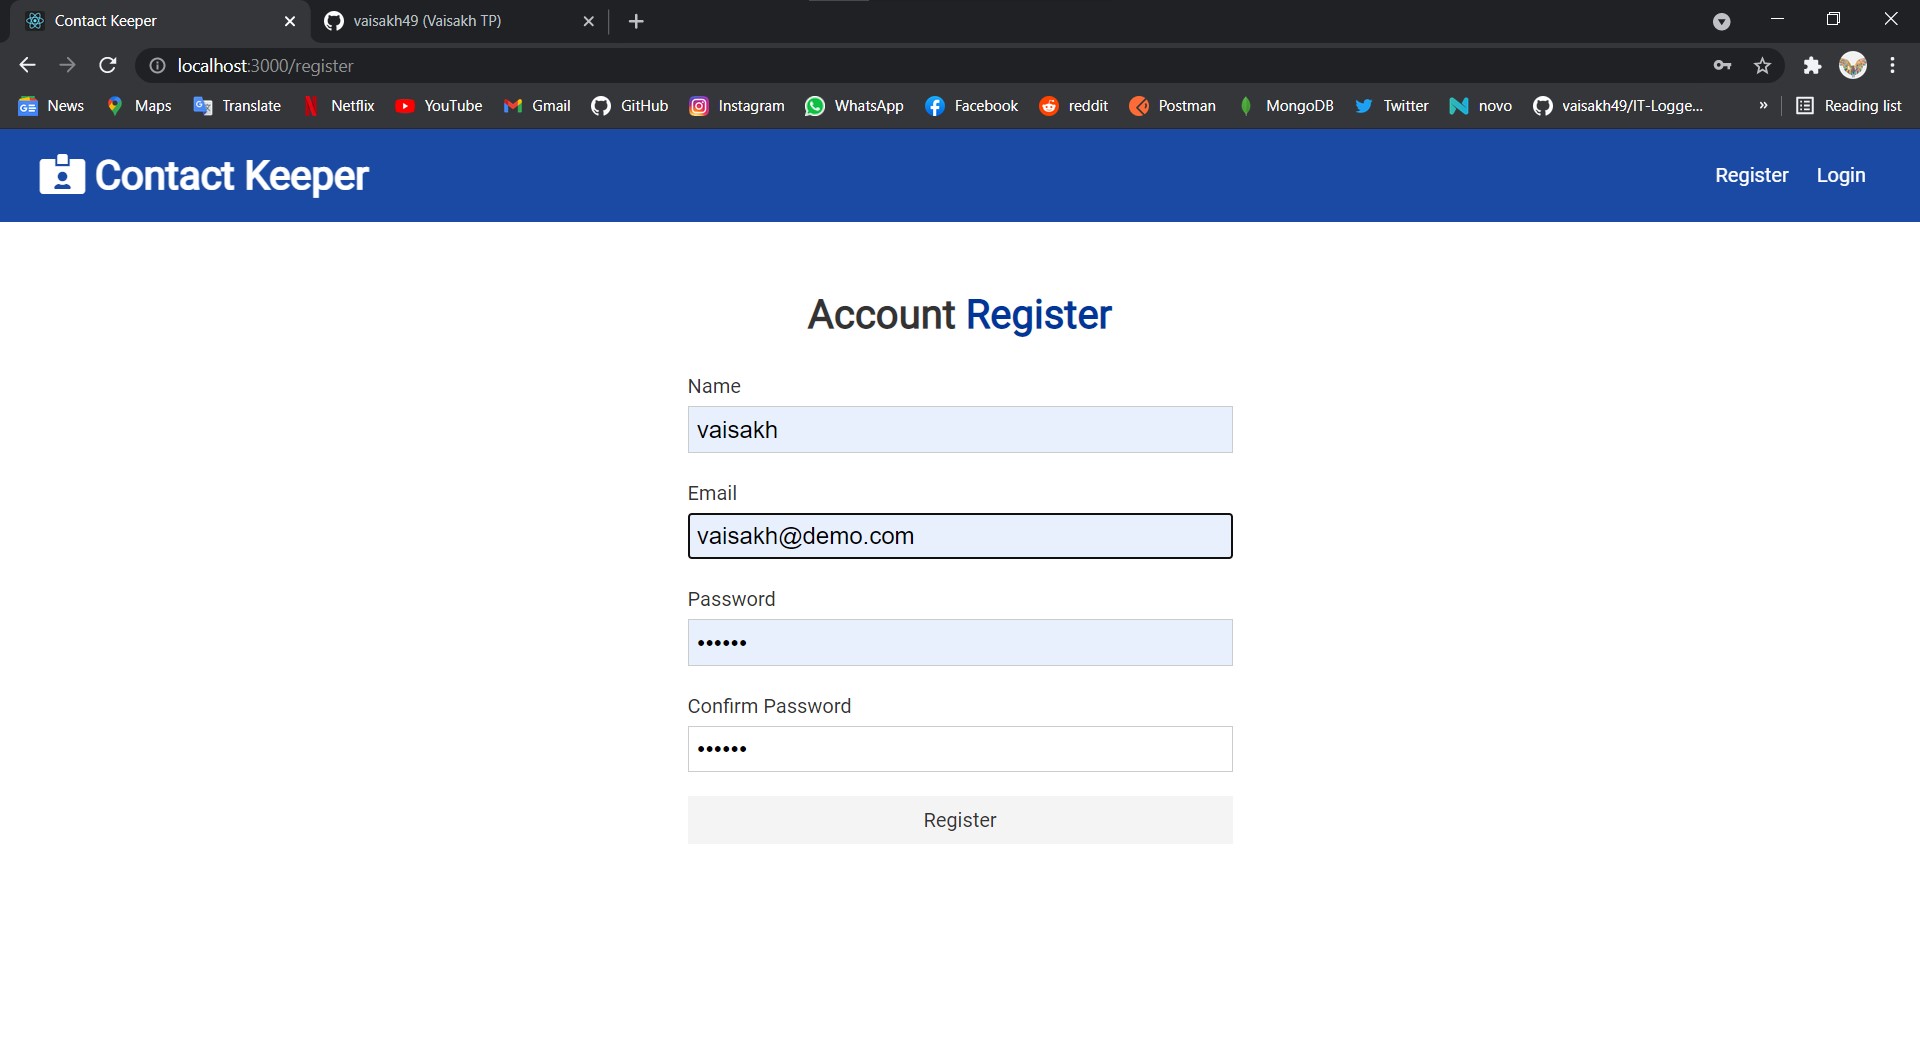 Contact Keeper
vaisakh49 (Vaisakh TP)
localhost:3000/register
News Maps Translate Netflix YouTube Gmail GitHub Instagram WhatsApp Facebook reddit Postman MongoDB Twitter novo vaisakh49/IT-Logge... » Reading list
Contact Keeper
Register Login
Account Register
Name
vaisakh
Email
vaisakh@demo.com
Password
••••••
Confirm Password
••••••
Register